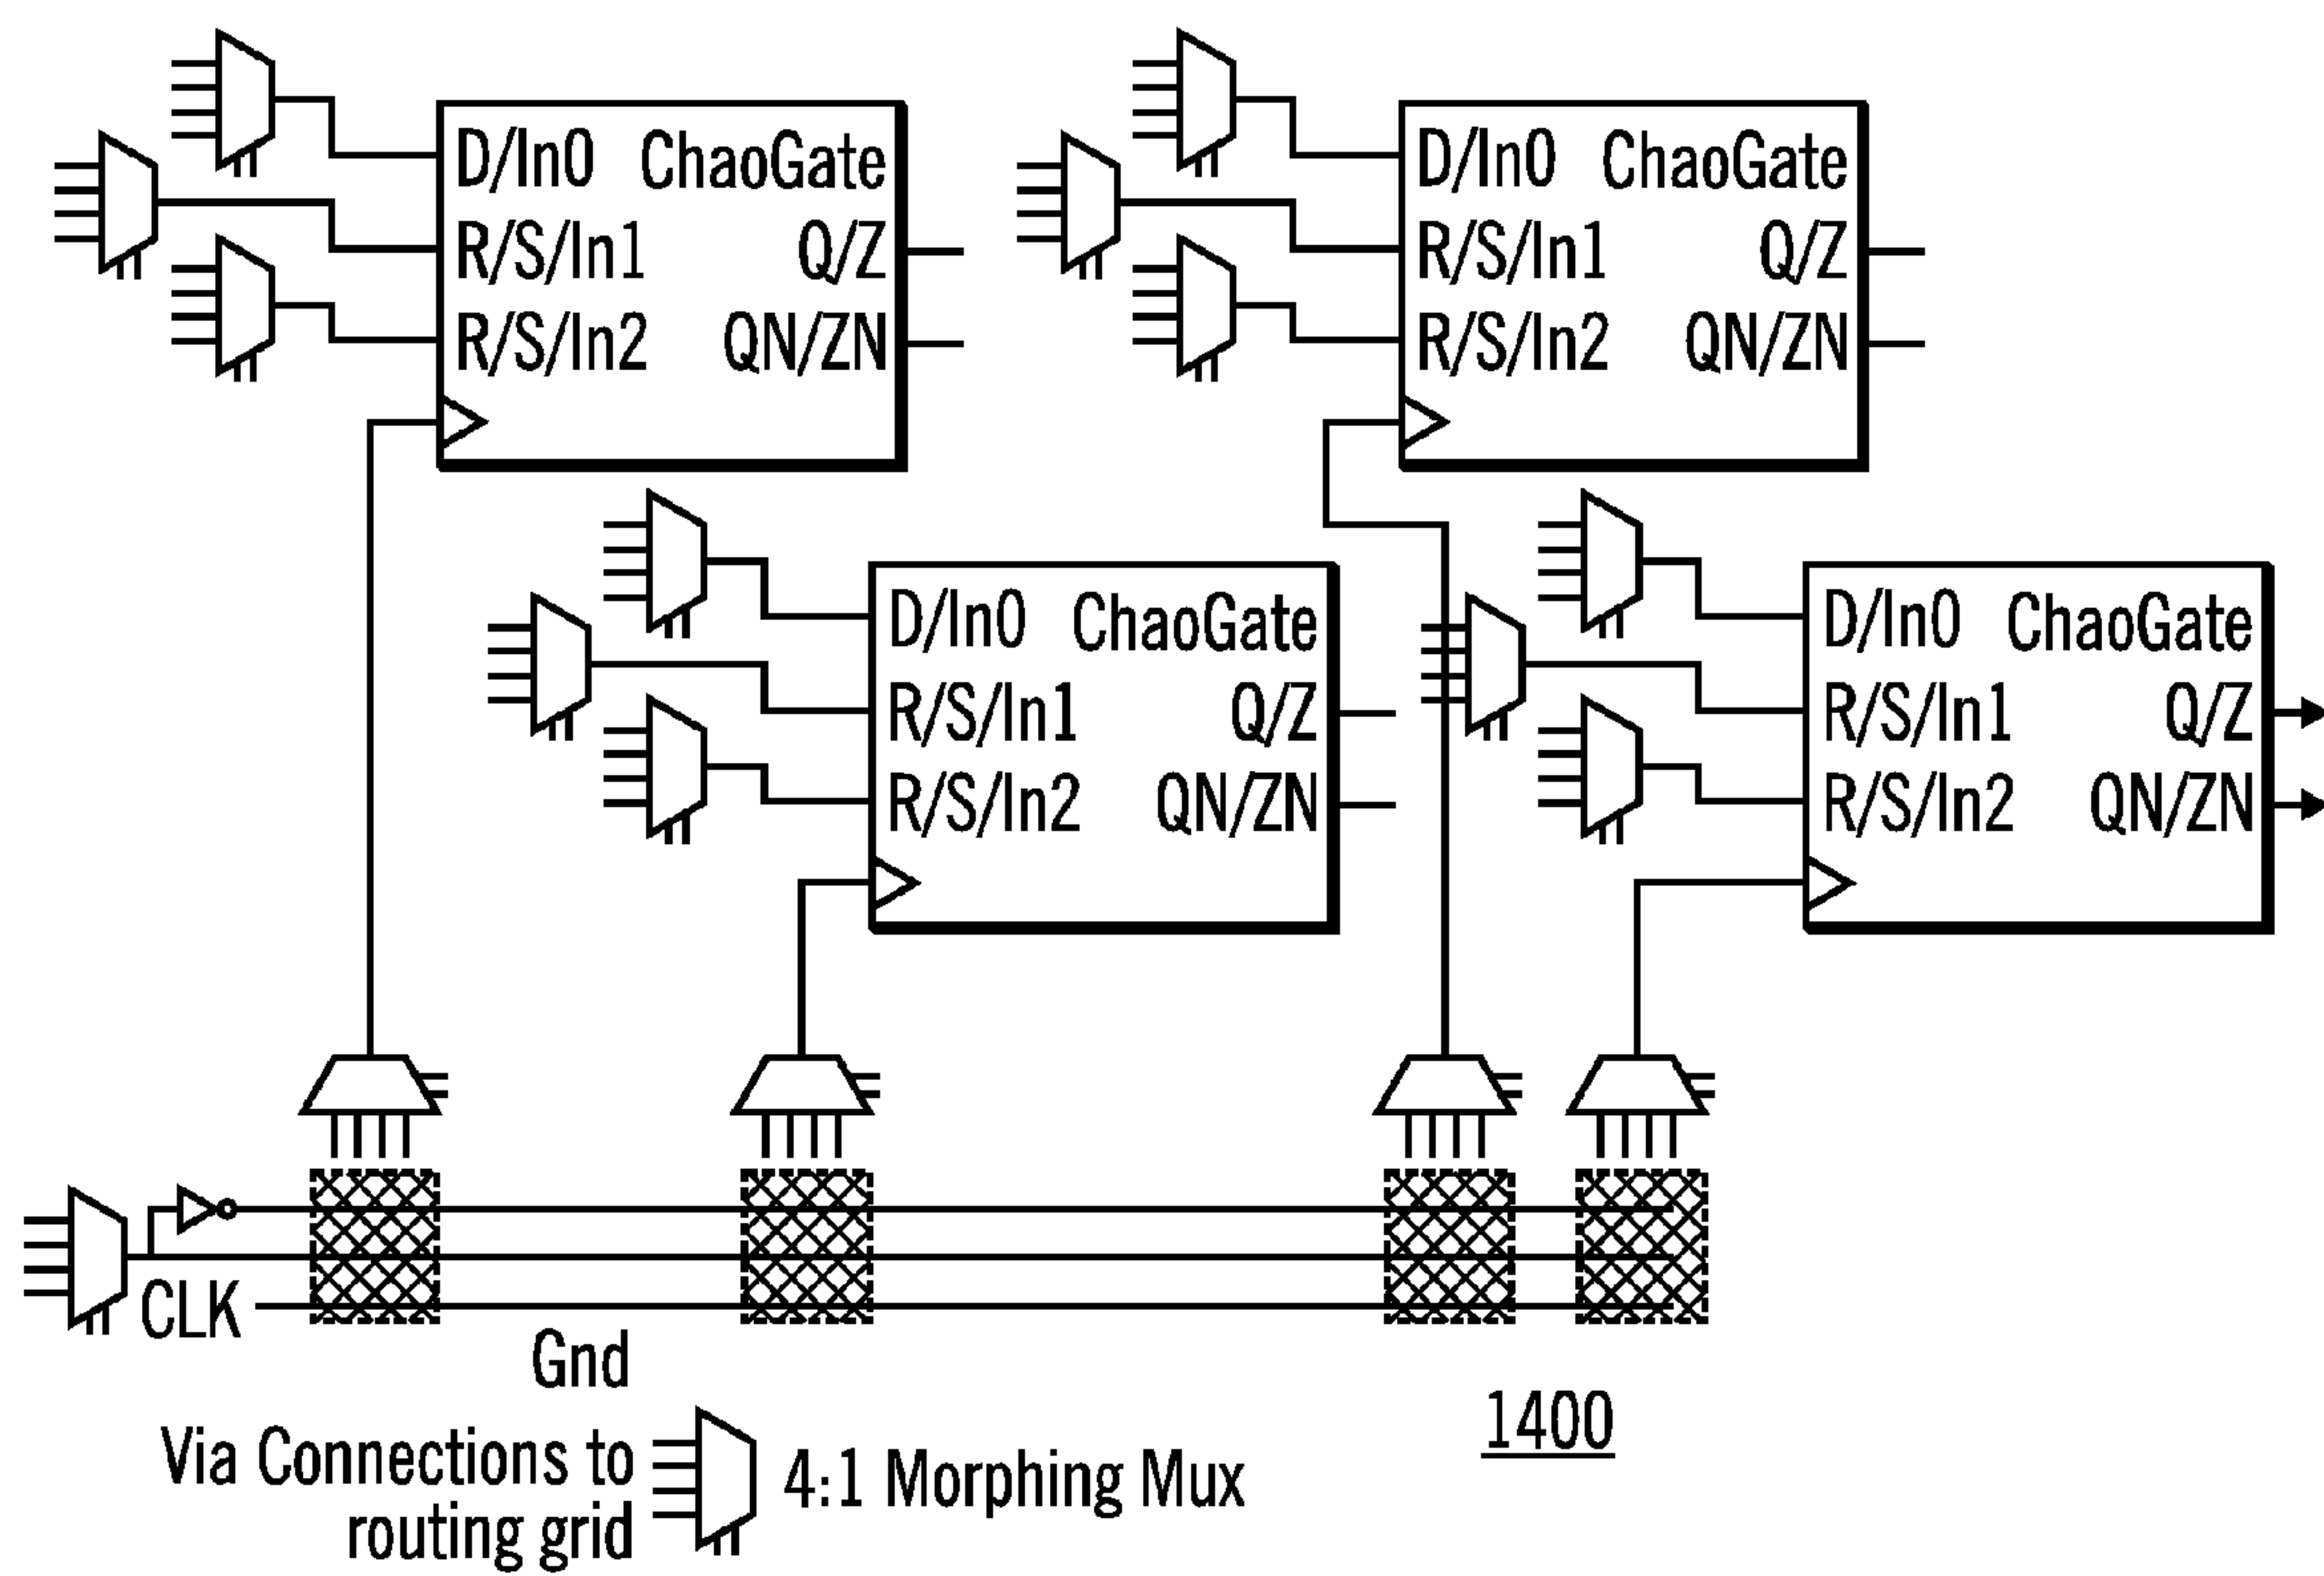 D/In0 ChaoGate
R/S/In1 Q/Z
R/S/In2 QN/ZN
D/In0 ChaoGate
R/S/In1 Q/Z
R/S/In2 QN/ZN
D/In0 ChaoGate
R/S/In1 Q/Z
R/S/In2 QN/ZN
D/In0 ChaoGate
R/S/In1 Q/Z
R/S/In2 QN/ZN
CLK
Gnd
Via Connections to
routing grid
4:1 Morphing Mux
1400